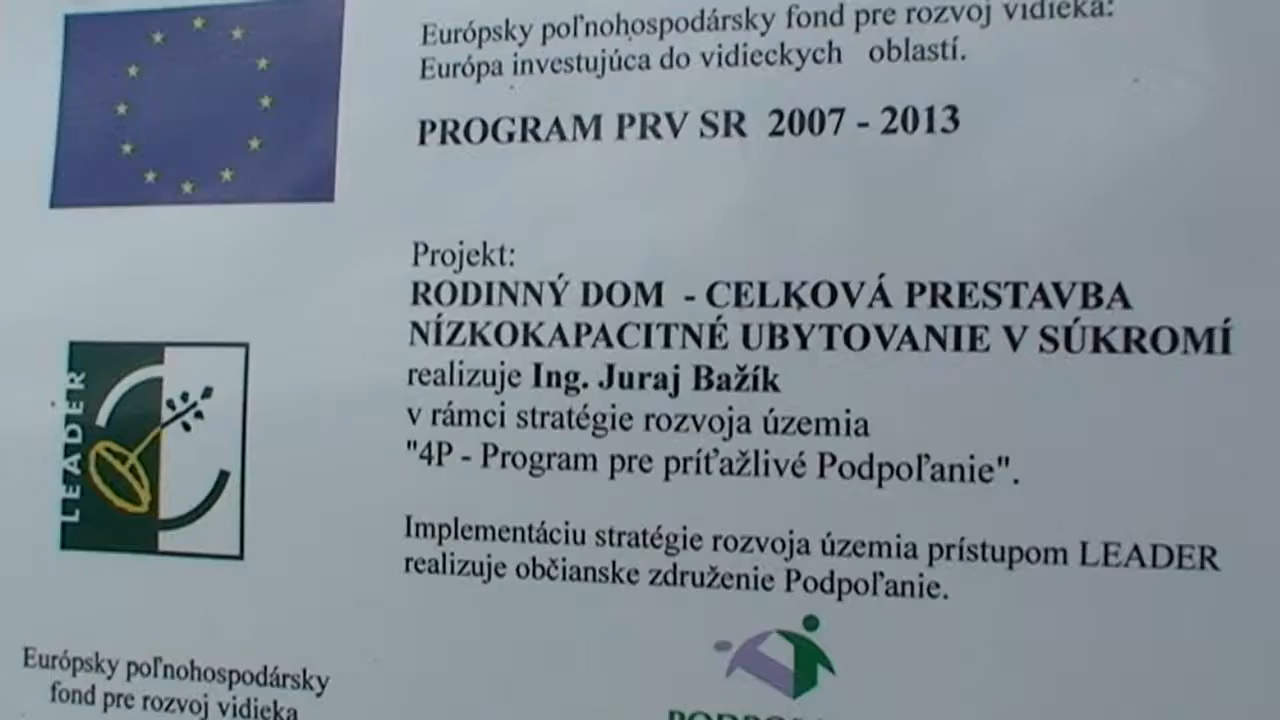 Európsky poľnohospodársky fond pre rozvoj vidieka:
Európa investujúca do vidieckych oblastí.
PROGRAM PRV SR 2007 - 2013
Projekt:
RODINNÝ DOM - CELKOVÁ PRESTAVBA
NÍZKOKAPACITNÉ UBYTOVANIE V SÚKROMÍ
realizuje Ing. Juraj Bažík
v rámci stratégie rozvoja územia
"4P - Program pre príťažlivé Podpoľanie".
LEADER
Implementáciu stratégie rozvoja územia prístupom LEADER
realizuje občianske združenie Podpoľanie.
Európsky poľnohospodársky
fond pre rozvoj vidieka